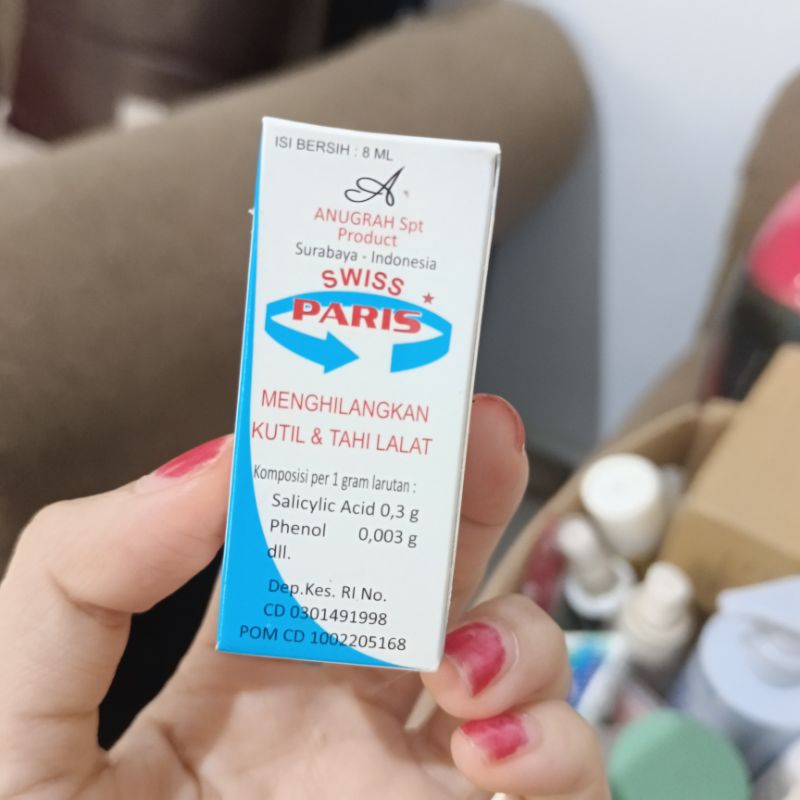 ISI BERSIH : 8 ML
A
ANUGRAH Spt
Product
Surabaya - Indonesia
SWISS
PARIS
MENGHILANGKAN
KUTIL & TAHI LALAT
Komposisi per 1 gram larutan :
Salicylic Acid 0,3 g
Phenol 0,003 g
dll.
Dep.Kes. RI No.
CD 0301491998
POM CD 1002205168